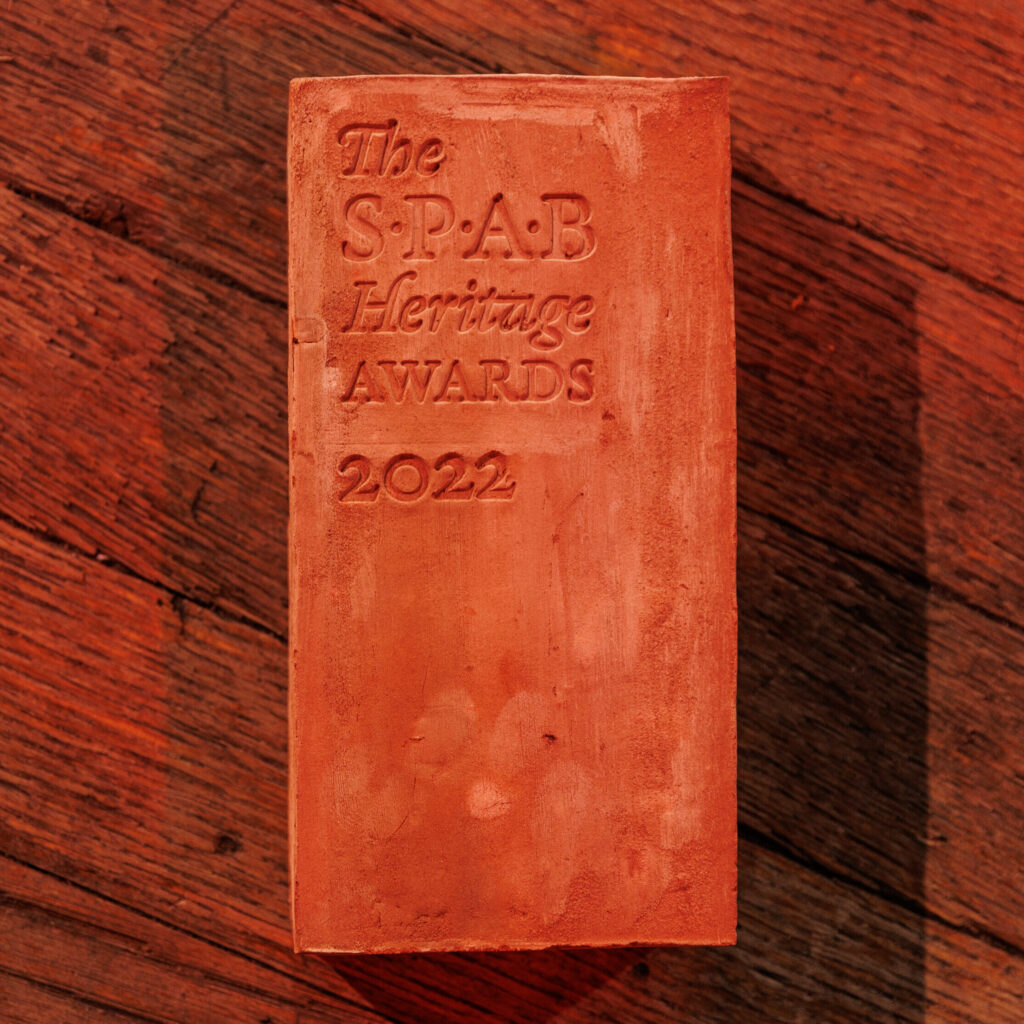 The
S·P·A·B
Heritage
AWARDS
2022